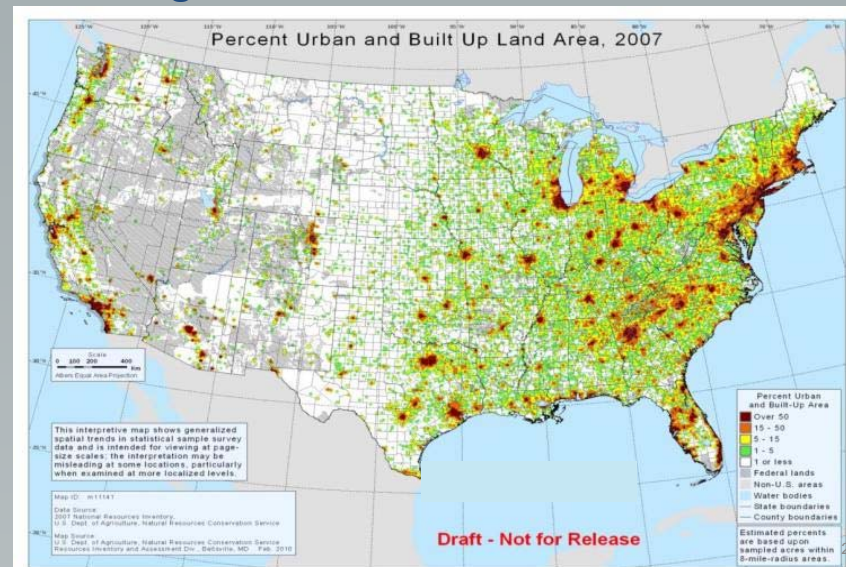 Percent Urban and Built Up Land Area, 2007
Scale
0 100 200 400
Km
Albers Equal Area Projection
This interpretive map shows generalized
spatial trends in statistical sample survey
data and is intended for viewing at page-
size scales; the interpretation may be
misleading at some locations, particularly
when examined at more localized levels.
Map ID: m11141
Data Source:
2007 National Resources Inventory,
U.S. Dept. of Agriculture, Natural Resources Conservation Service
Map Source:
U.S. Dept. of Agriculture, Natural Resources Conservation Service
Resources Inventory and Assessment Div., Beltsville, MD Feb. 2010
Draft - Not for Release
Percent Urban
and Built-Up Area
Over 50
15 - 50
5 - 15
1 - 5
1 or less
Federal lands
Non-U.S. areas
Water bodies
State boundaries
County boundaries
Estimated percents
are based upon
sampled acres within
8-mile-radius areas.